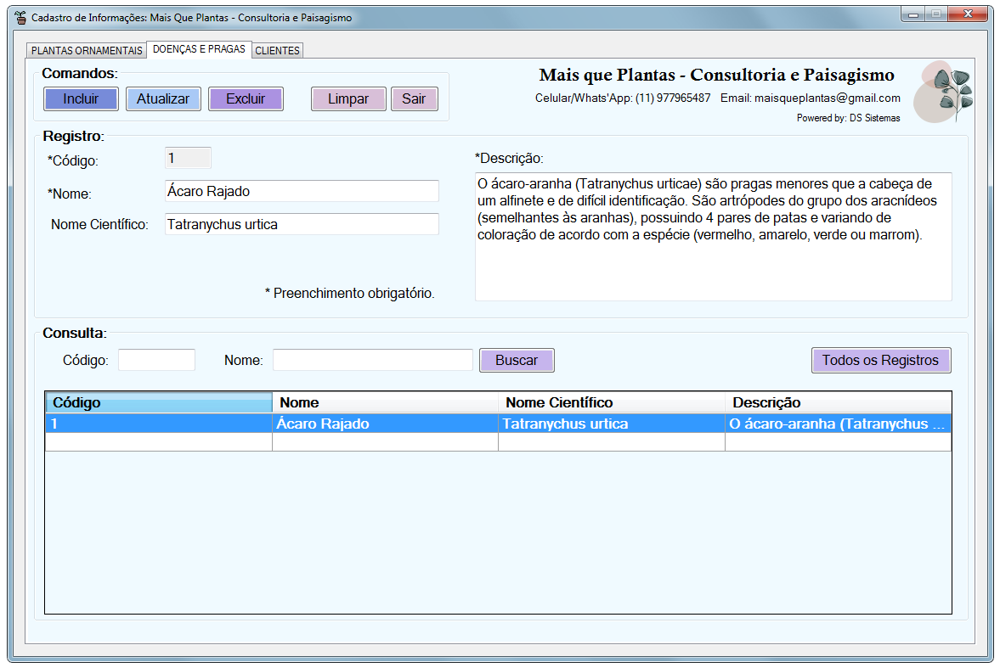 Cadastro de Informações: Mais Que Plantas - Consultoria e Paisagismo
PLANTAS ORNAMENTAIS DOENÇAS E PRAGAS CLIENTES
Comandos:
Incluir Atualizar Excluir Limpar Sair
Mais que Plantas - Consultoria e Paisagismo
Celular/Whats'App: (11) 977965487 Email: maisqueplantas@gmail.com
Powered by: DS Sistemas
Registro:
*Código: 1
*Nome: Ácaro Rajado
Nome Científico: Tatranychus urtica
* Preenchimento obrigatório.
*Descrição:
O ácaro-aranha (Tatranychus urticae) são pragas menores que a cabeça de
um alfinete e de difícil identificação. São artrópodes do grupo dos aracnídeos
(semelhantes às aranhas), possuindo 4 pares de patas e variando de
coloração de acordo com a espécie (vermelho, amarelo, verde ou marrom).
Consulta:
Código: Nome: Buscar Todos os Registros
Código Nome Nome Científico Descrição
1 Ácaro Rajado Tatranychus urtica O ácaro-aranha (Tatranychus ...